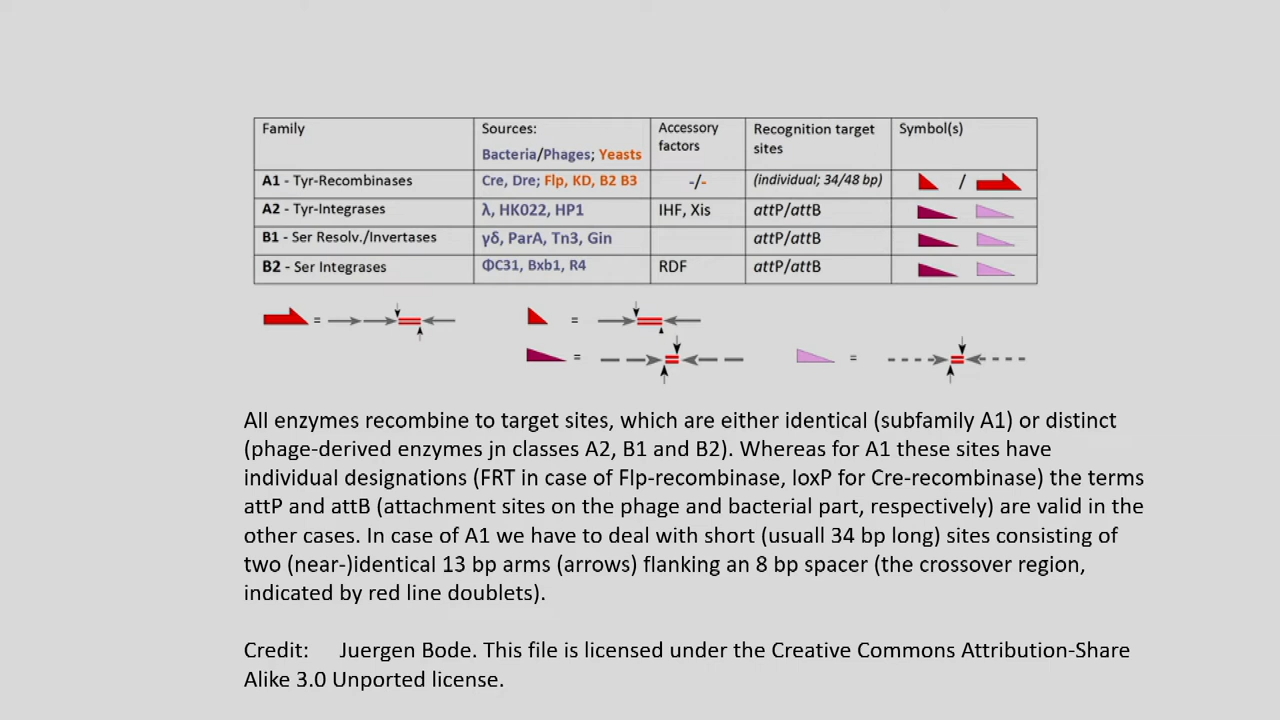 Family Sources: Accessory factors Recognition target sites Symbol(s)
Bacteria/Phages; Yeasts
A1 - Tyr-Recombinases Cre, Dre; Flp, KD, B2 B3 -/- (individual; 34/48 bp) /
A2 - Tyr-Integrases λ, HK022, HP1 IHF, Xis attP/attB
B1 - Ser Resolv./Invertases γδ, ParA, Tn3, Gin attP/attB
B2 - Ser Integrases ΦC31, Bxb1, R4 RDF attP/attB
= =
= =
All enzymes recombine to target sites, which are either identical (subfamily A1) or distinct
(phage-derived enzymes jn classes A2, B1 and B2). Whereas for A1 these sites have
individual designations (FRT in case of Flp-recombinase, loxP for Cre-recombinase) the terms
attP and attB (attachment sites on the phage and bacterial part, respectively) are valid in the
other cases. In case of A1 we have to deal with short (usuall 34 bp long) sites consisting of
two (near-)identical 13 bp arms (arrows) flanking an 8 bp spacer (the crossover region,
indicated by red line doublets).
Credit: Juergen Bode. This file is licensed under the Creative Commons Attribution-Share
Alike 3.0 Unported license.